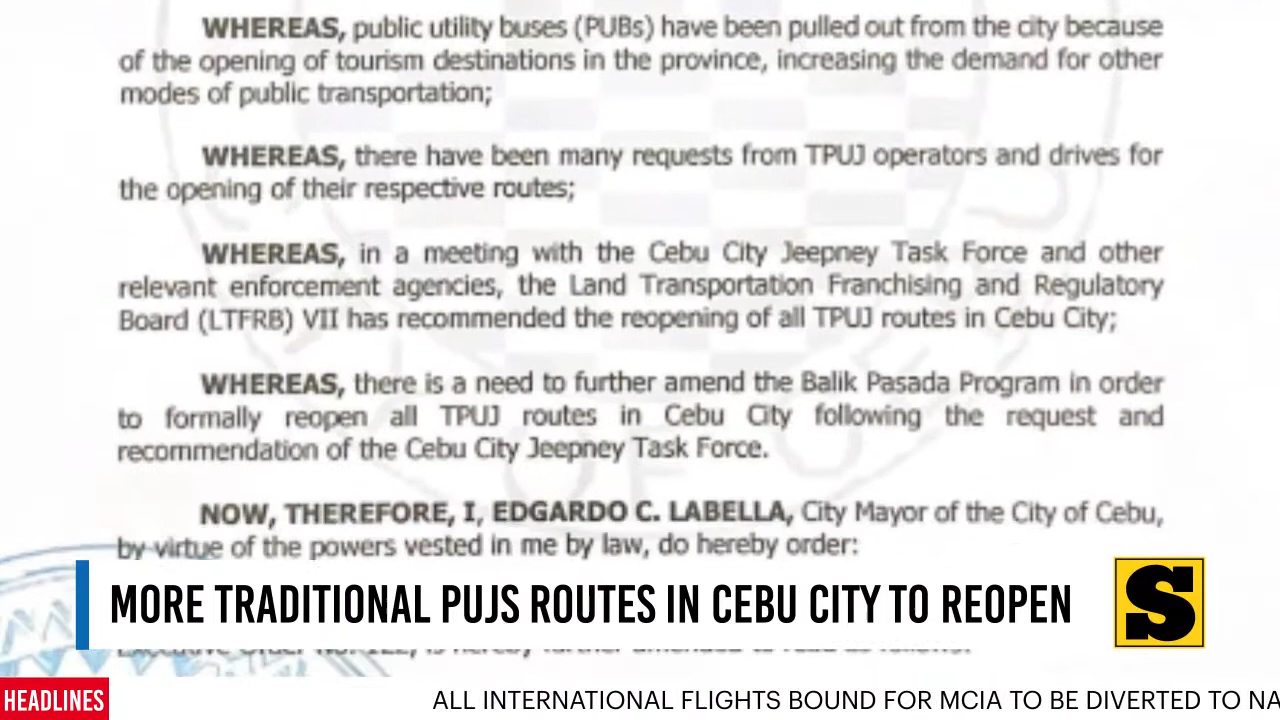 WHEREAS, public utility buses (PUBs) have been pulled out from the city because
of the opening of tourism destinations in the province, increasing the demand for other
modes of public transportation;
WHEREAS, there have been many requests from TPUJ operators and drives for
the opening of their respective routes;
WHEREAS, in a meeting with the Cebu City Jeepney Task Force and other
relevant enforcement agencies, the Land Transportation Franchising and Regulatory
Board (LTFRB) VII has recommended the reopening of all TPUJ routes in Cebu City;
WHEREAS, there is a need to further amend the Balik Pasada Program in order
to formally reopen all TPUJ routes in Cebu City following the request and
recommendation of the Cebu City Jeepney Task Force.
NOW, THEREFORE, I, EDGARDO C. LABELLA, City Mayor of the City of Cebu,
by virtue of the powers vested in me by law, do hereby order:
MORE TRADITIONAL PUJS ROUTES IN CEBU CITY TO REOPEN
S
HEADLINES
ALL INTERNATIONAL FLIGHTS BOUND FOR MCIA TO BE DIVERTED TO NA